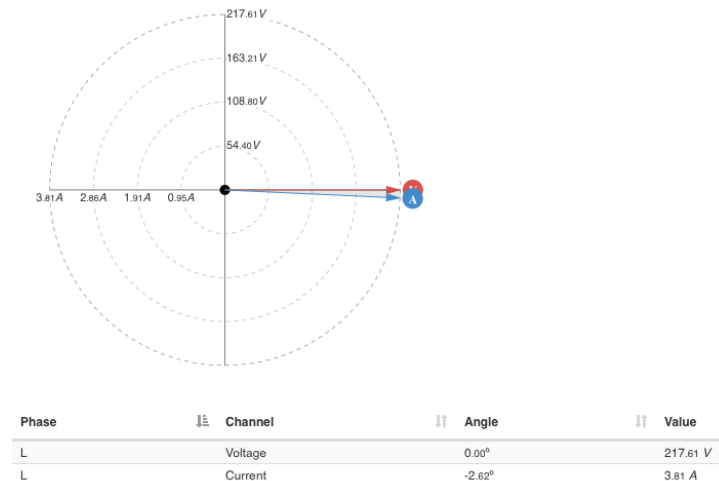 217.61 V
163.21 V
108.80 V
54.40 V
3.81 A 2.86 A 1.91 A 0.95 A
A
Phase Channel Angle Value
L Voltage 0.00° 217.61 V
L Current -2.62° 3.81 A